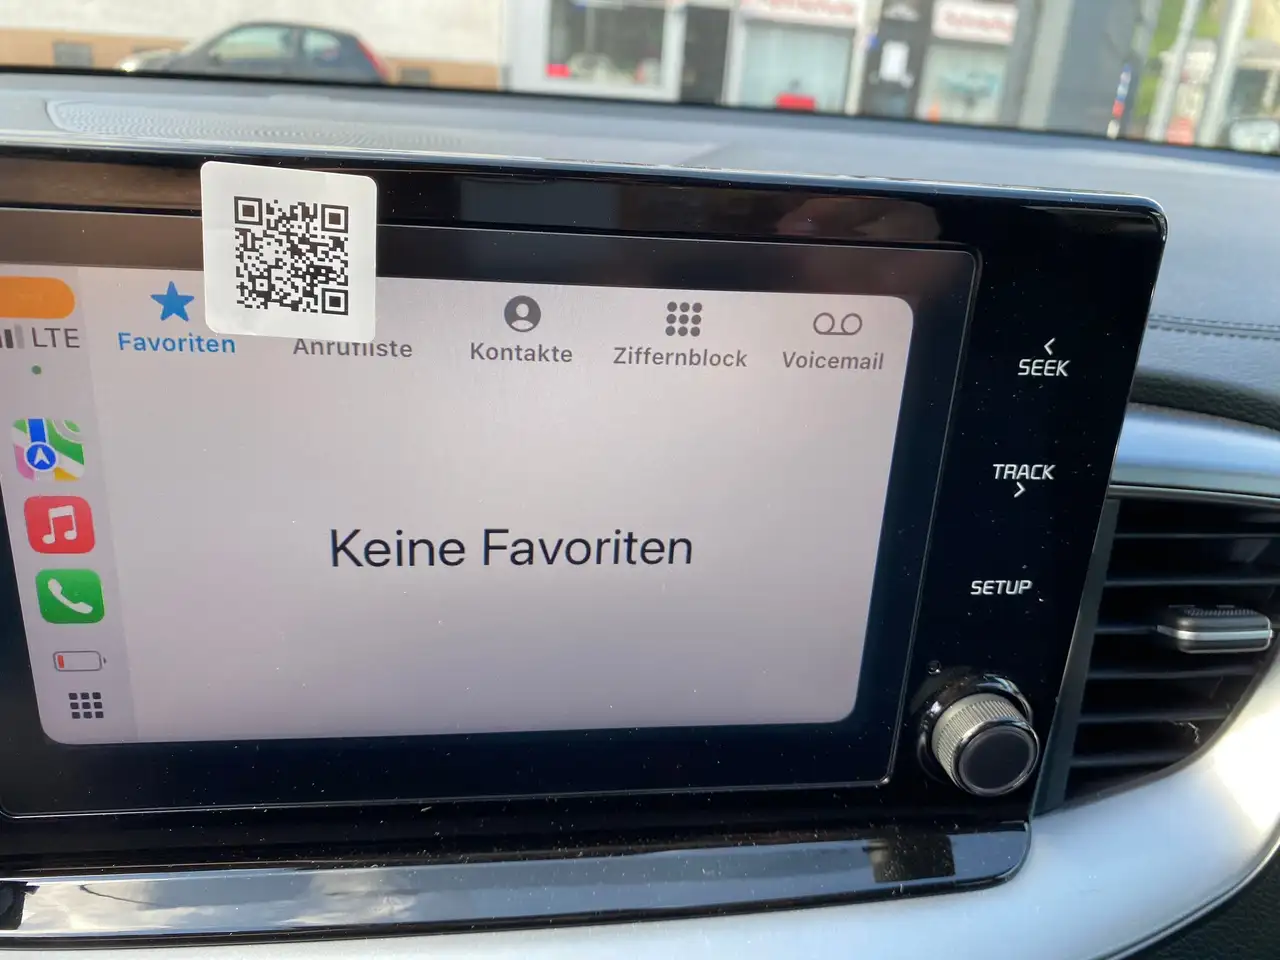 LTE
Favoriten
Anrufliste
Kontakte
Ziffernblock
Voicemail
Keine Favoriten
SEEK
TRACK
SETUP